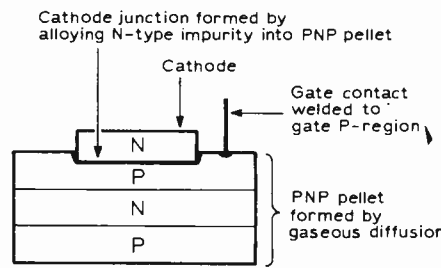 Cathode junction formed by
alloying N-type impurity into PNP pellet
Cathode
Gate contact
welded to
gate P-region
N
P
N
P
PNP pellet
formed by
gaseous diffusion